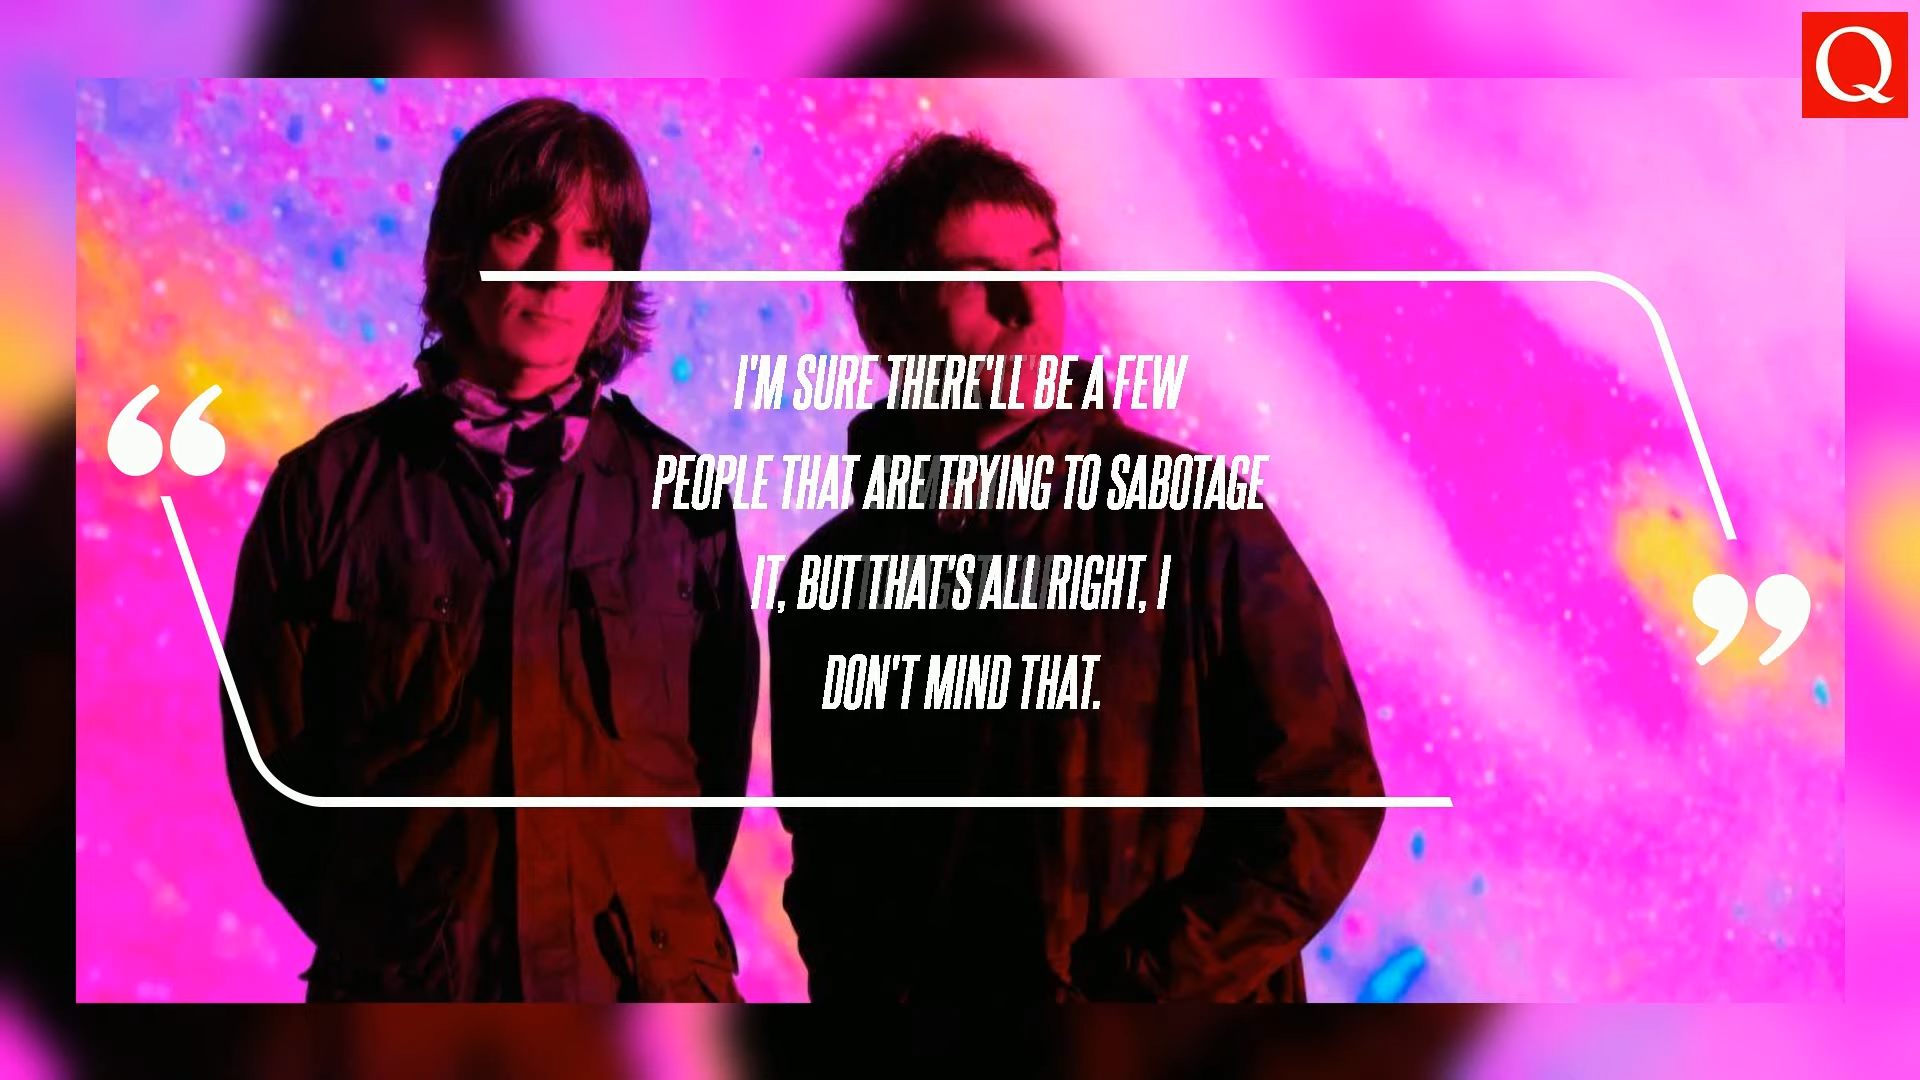 Q
I'M SURE THERE'LL BE A FEW
PEOPLE THAT ARE TRYING TO SABOTAGE
IT, BUT THAT'S ALL RIGHT, I
DON'T MIND THAT.